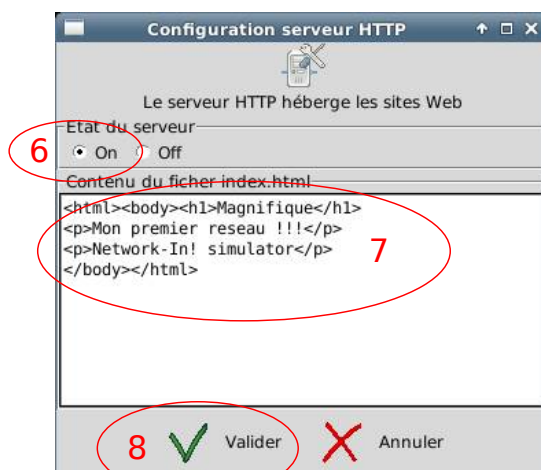 Configuration serveur HTTP
Le serveur HTTP héberge les sites Web
Etat du serveur
6 On Off
Contenu du ficher index.html
<html><body><h1>Magnifique</h1>
<p>Mon premier reseau !!!</p>
<p>Network-In! simulator</p> 7
</body></html>
8 Valider Annuler